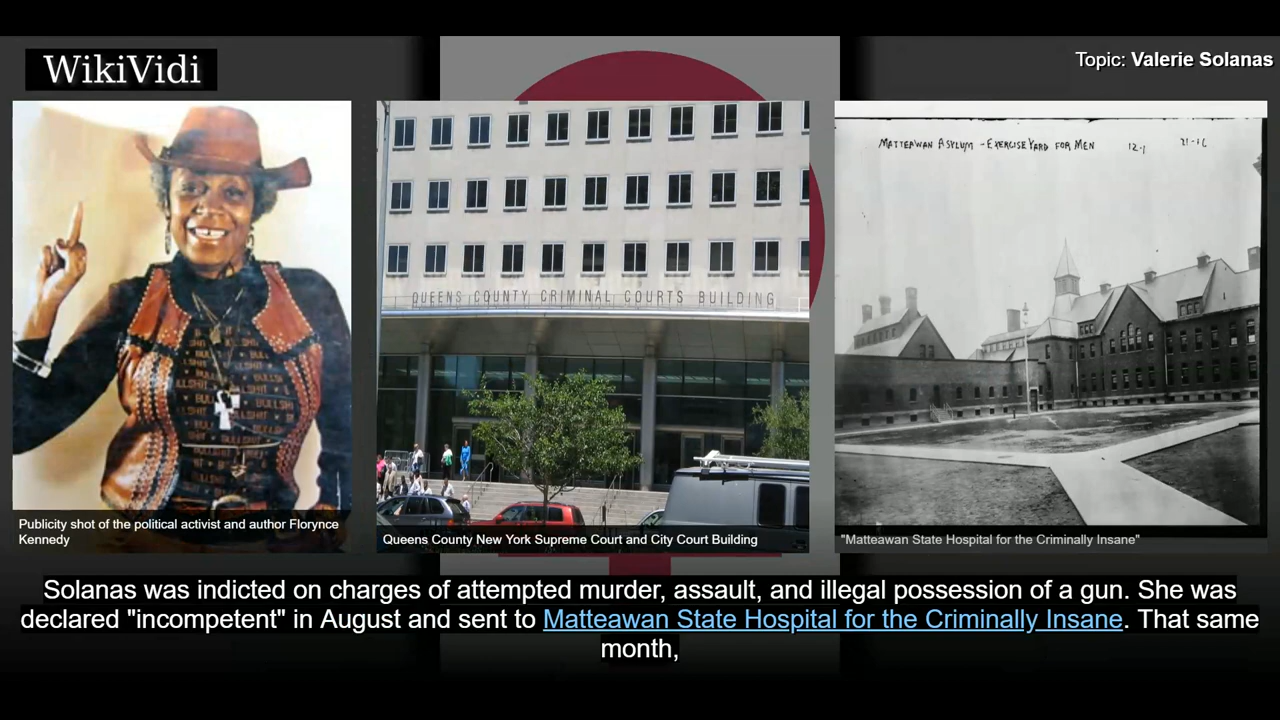 WikiVidi
Topic: Valerie Solanas
BULLSHIT
Publicity shot of the political activist and author Florynce
Kennedy
QUEENS COUNTY CRIMINAL COURTS BUILDING
Queens County New York Supreme Court and City Court Building
MATTEAWAN ASYLUM - EXERCISE YARD FOR MEN
12-1
"Matteawan State Hospital for the Criminally Insane"
Solanas was indicted on charges of attempted murder, assault, and illegal possession of a gun. She was
declared "incompetent" in August and sent to Matteawan State Hospital for the Criminally Insane. That same
month,